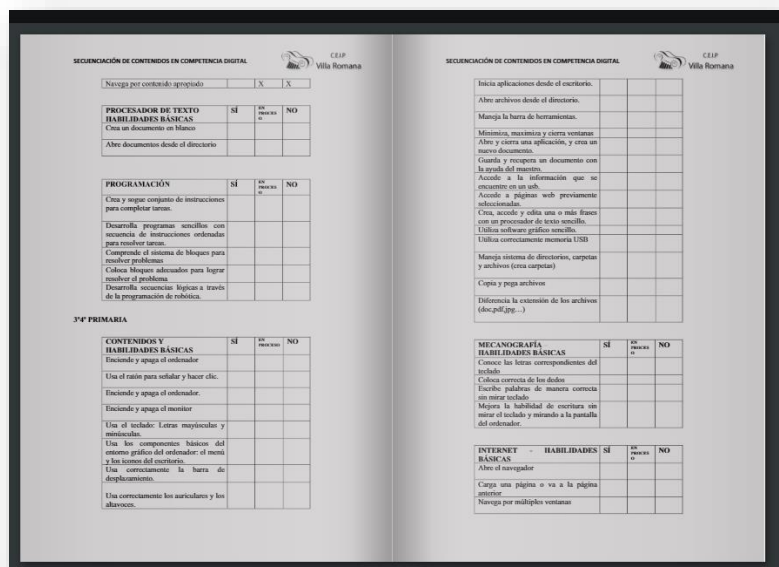 SECUENCIACIÓN DE CONTENIDOS EN COMPETENCIA DIGITAL
C.E.I.P
Villa Romana
Navega por contenido apropiado X X
PROCESADOR DE TEXTO SÍ EN PROCESO NO
HABILIDADES BÁSICAS
Crea un documento en blanco
Abre documentos desde el directorio
PROGRAMACIÓN SÍ EN PROCESO NO
Crea y sogue conjunto de instrucciones
para completar tareas.
Desarrolla programas sencillos con
secuencia de instrucciones ordenadas
para resolver tareas.
Comprende el sistema de bloques para
resolver problemas
Coloca bloques adecuados para lograr
resolver el problema
Desarrolla secuencias lógicas a través
de la programación de robótica.
3º4º PRIMARIA
CONTENIDOS Y SÍ EN PROCESO NO
HABILIDADES BÁSICAS
Enciende y apaga el ordenador
Usa el ratón para señalar y hacer clic.
Enciende y apaga el ordenador.
Enciende y apaga el monitor
Usa el teclado: Letras mayúsculas y
minúsculas.
Usa los componentes básicos del
entorno gráfico del ordenador: el menú
y los iconos del escritorio.
Usa correctamente la barra de
desplazamiento.
Usa correctamente los auriculares y los
altavoces.
SECUENCIACIÓN DE CONTENIDOS EN COMPETENCIA DIGITAL
C.E.I.P
Villa Romana
Inicia aplicaciones desde el escritorio.
Abre archivos desde el directorio.
Maneja la barra de herramientas.
Minimiza, maximiza y cierra ventanas
Abre y cierra una aplicación, y crea un
nuevo documento.
Guarda y recupera un documento con
la ayuda del maestro.
Accede a la información que se
encuentre en un usb.
Accede a páginas web previamente
seleccionadas.
Crea, accede y edita una o más frases
con un procesador de texto sencillo.
Utiliza software gráfico sencillo.
Utiliza correctamente memoria USB
Maneja sistema de directorios, carpetas
y archivos (crea carpetas)
Copia y pega archivos
Diferencia la extensión de los archivos
(doc,pdf,jpg…)
MECANOGRAFÍA SÍ EN PROCESO NO
HABILIDADES BÁSICAS
Conoce las letras correspondientes del
teclado
Coloca correcta de los dedos
Escribe palabras de manera correcta
sin mirar teclado
Mejora la habilidad de escritura sin
mirar el teclado y mirando a la pantalla
del ordenador.
INTERNET - HABILIDADES SÍ EN PROCESO NO
BÁSICAS
Abre el navegador
Carga una página o va a la página
anterior
Navega por múltiples ventanas